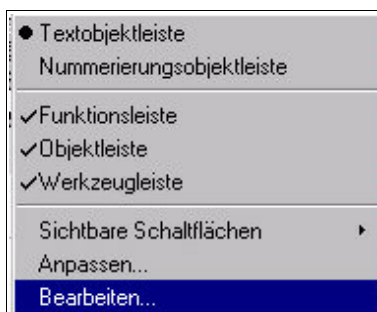 Textobjektleiste
Nummerierungsobjektleiste
Funktionsleiste
Objektleiste
Werkzeugleiste
Sichtbare Schaltflächen
Anpassen...
Bearbeiten...